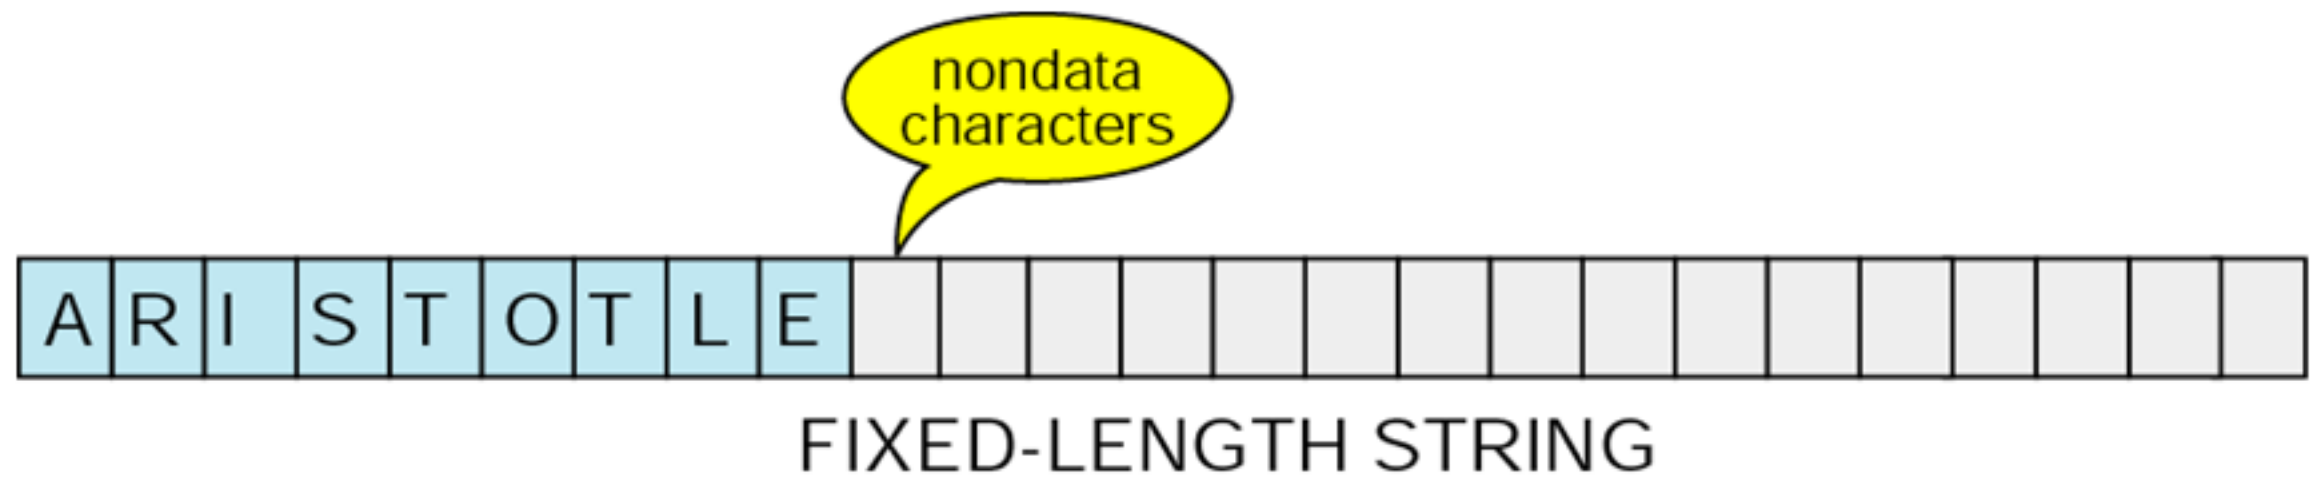 nondata
characters
A R I S T O T L E
FIXED-LENGTH STRING